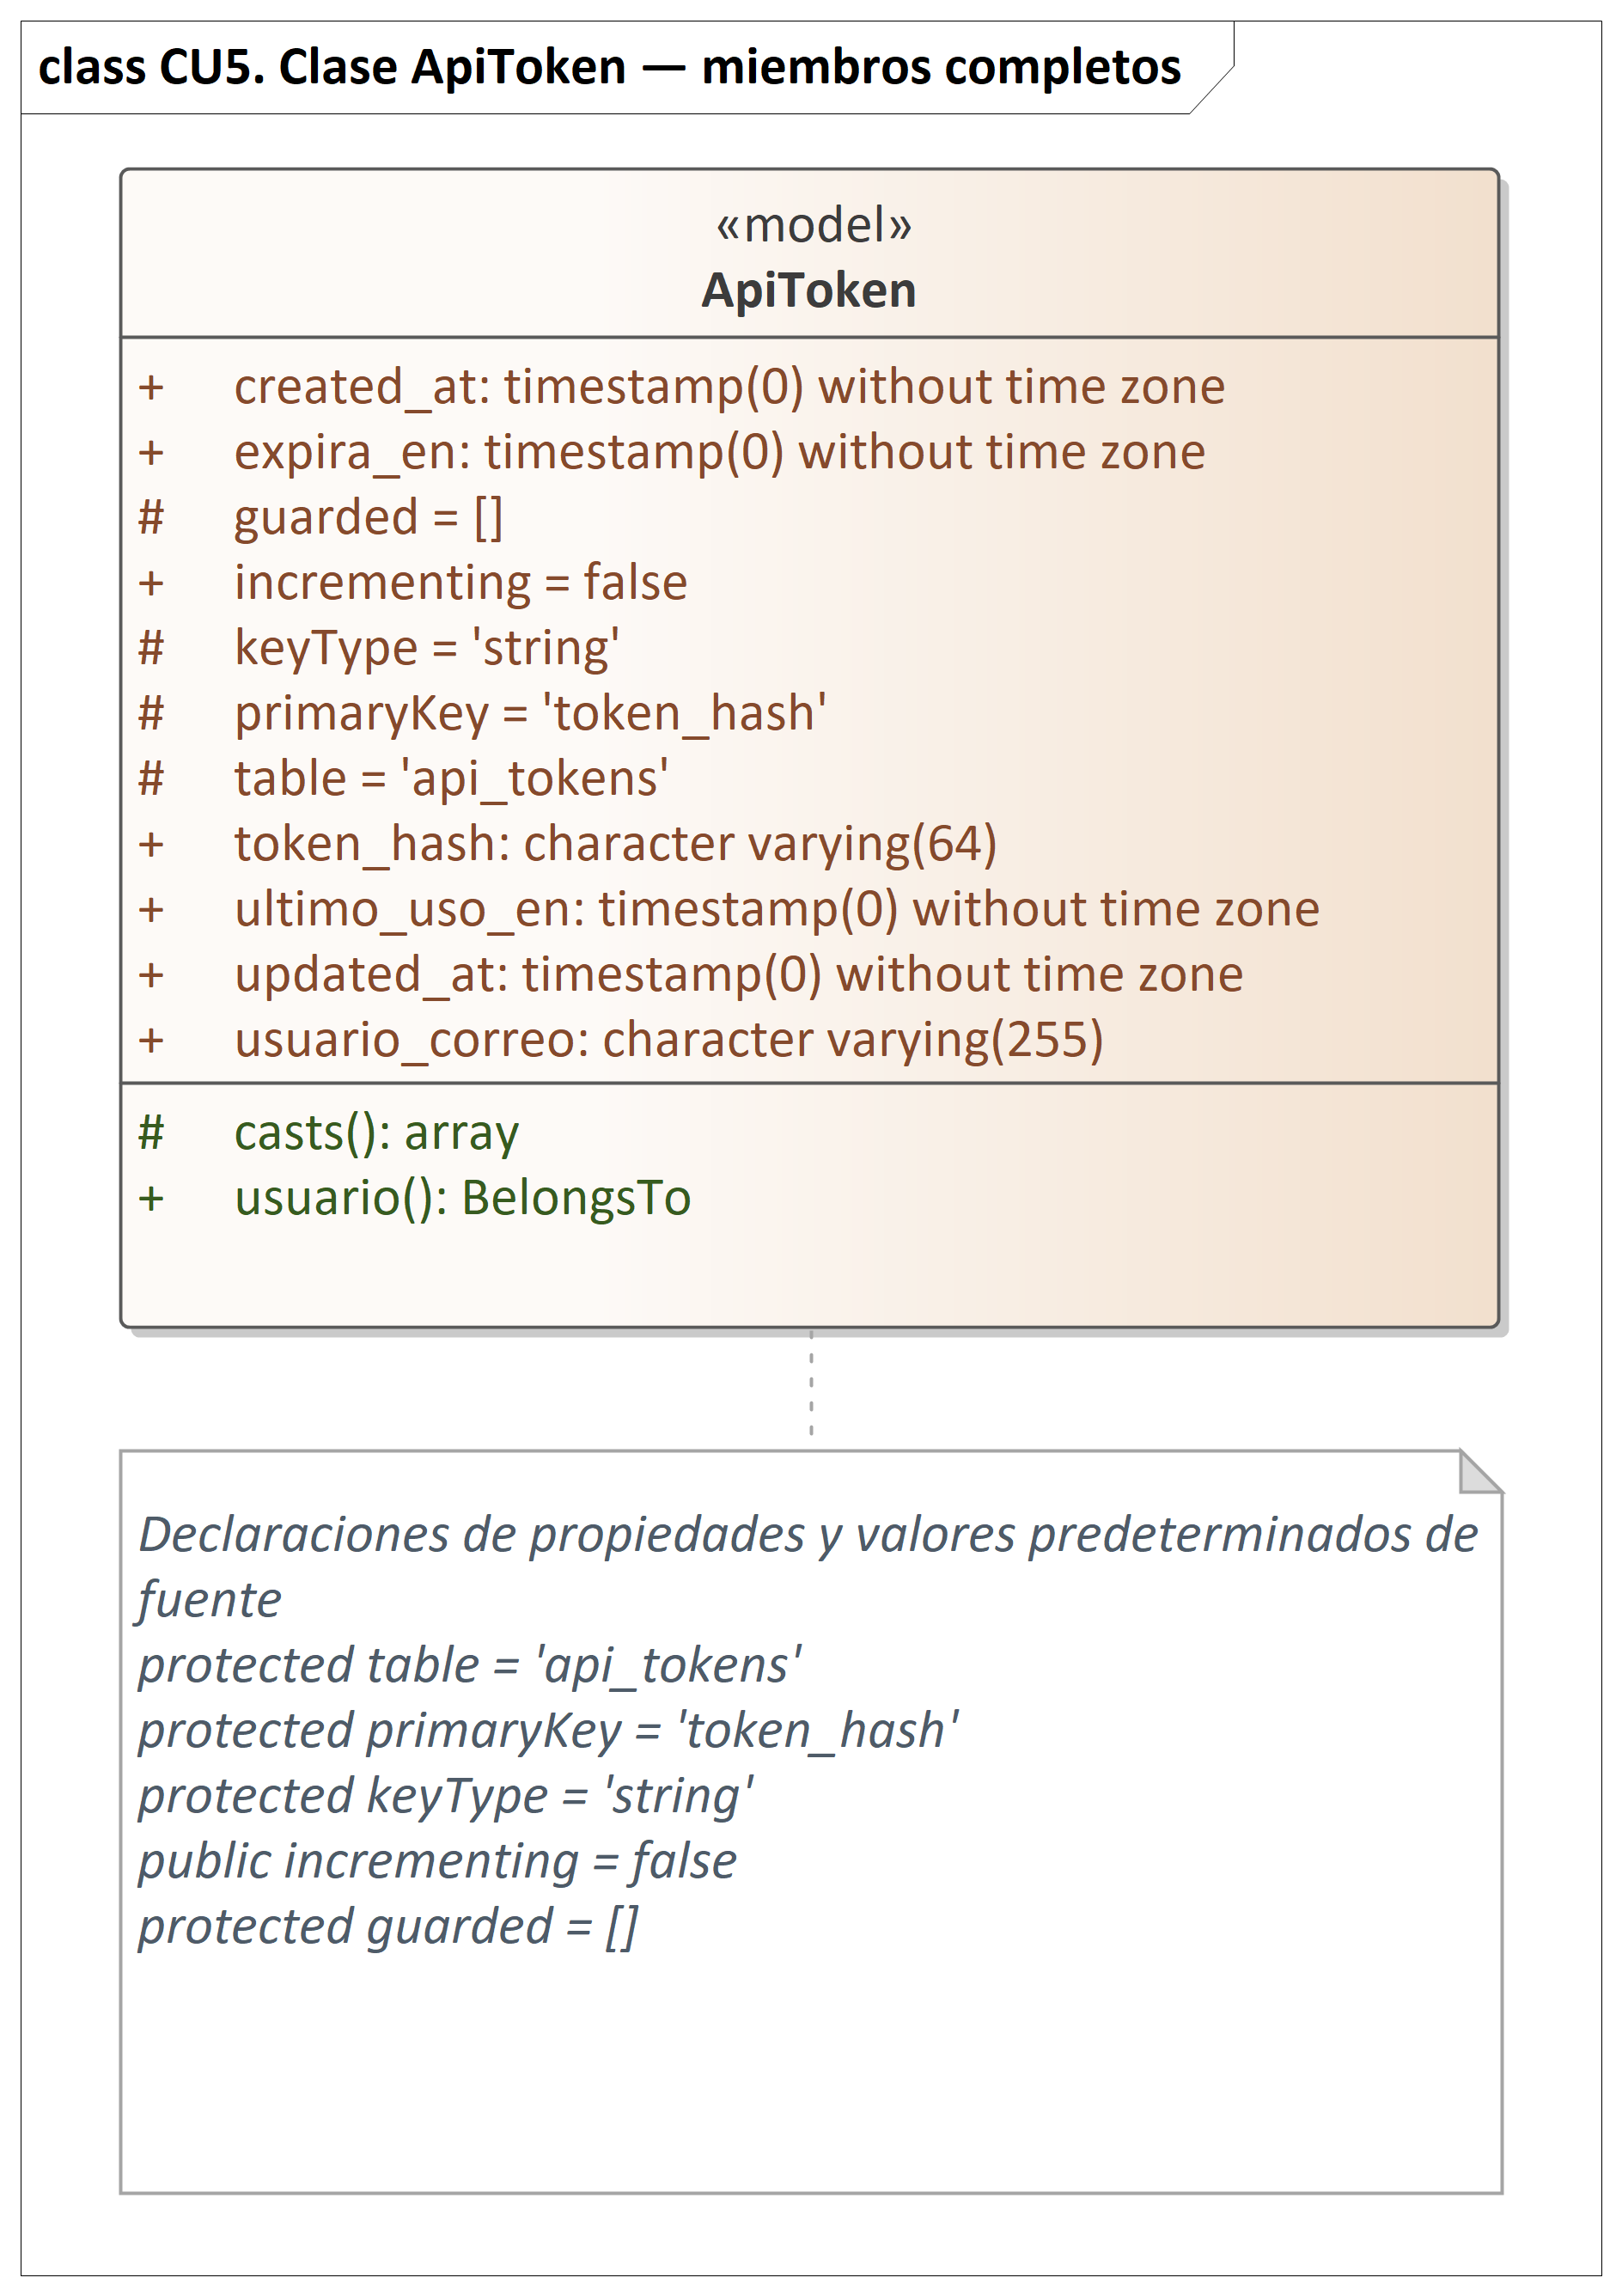 class CU5. Clase ApiToken — miembros completos
«model»
ApiToken
+ created_at: timestamp(0) without time zone
+ expira_en: timestamp(0) without time zone
# guarded = []
+ incrementing = false
# keyType = 'string'
# primaryKey = 'token_hash'
# table = 'api_tokens'
+ token_hash: character varying(64)
+ ultimo_uso_en: timestamp(0) without time zone
+ updated_at: timestamp(0) without time zone
+ usuario_correo: character varying(255)
# casts(): array
+ usuario(): BelongsTo
Declaraciones de propiedades y valores predeterminados de
fuente
protected table = 'api_tokens'
protected primaryKey = 'token_hash'
protected keyType = 'string'
public incrementing = false
protected guarded = []